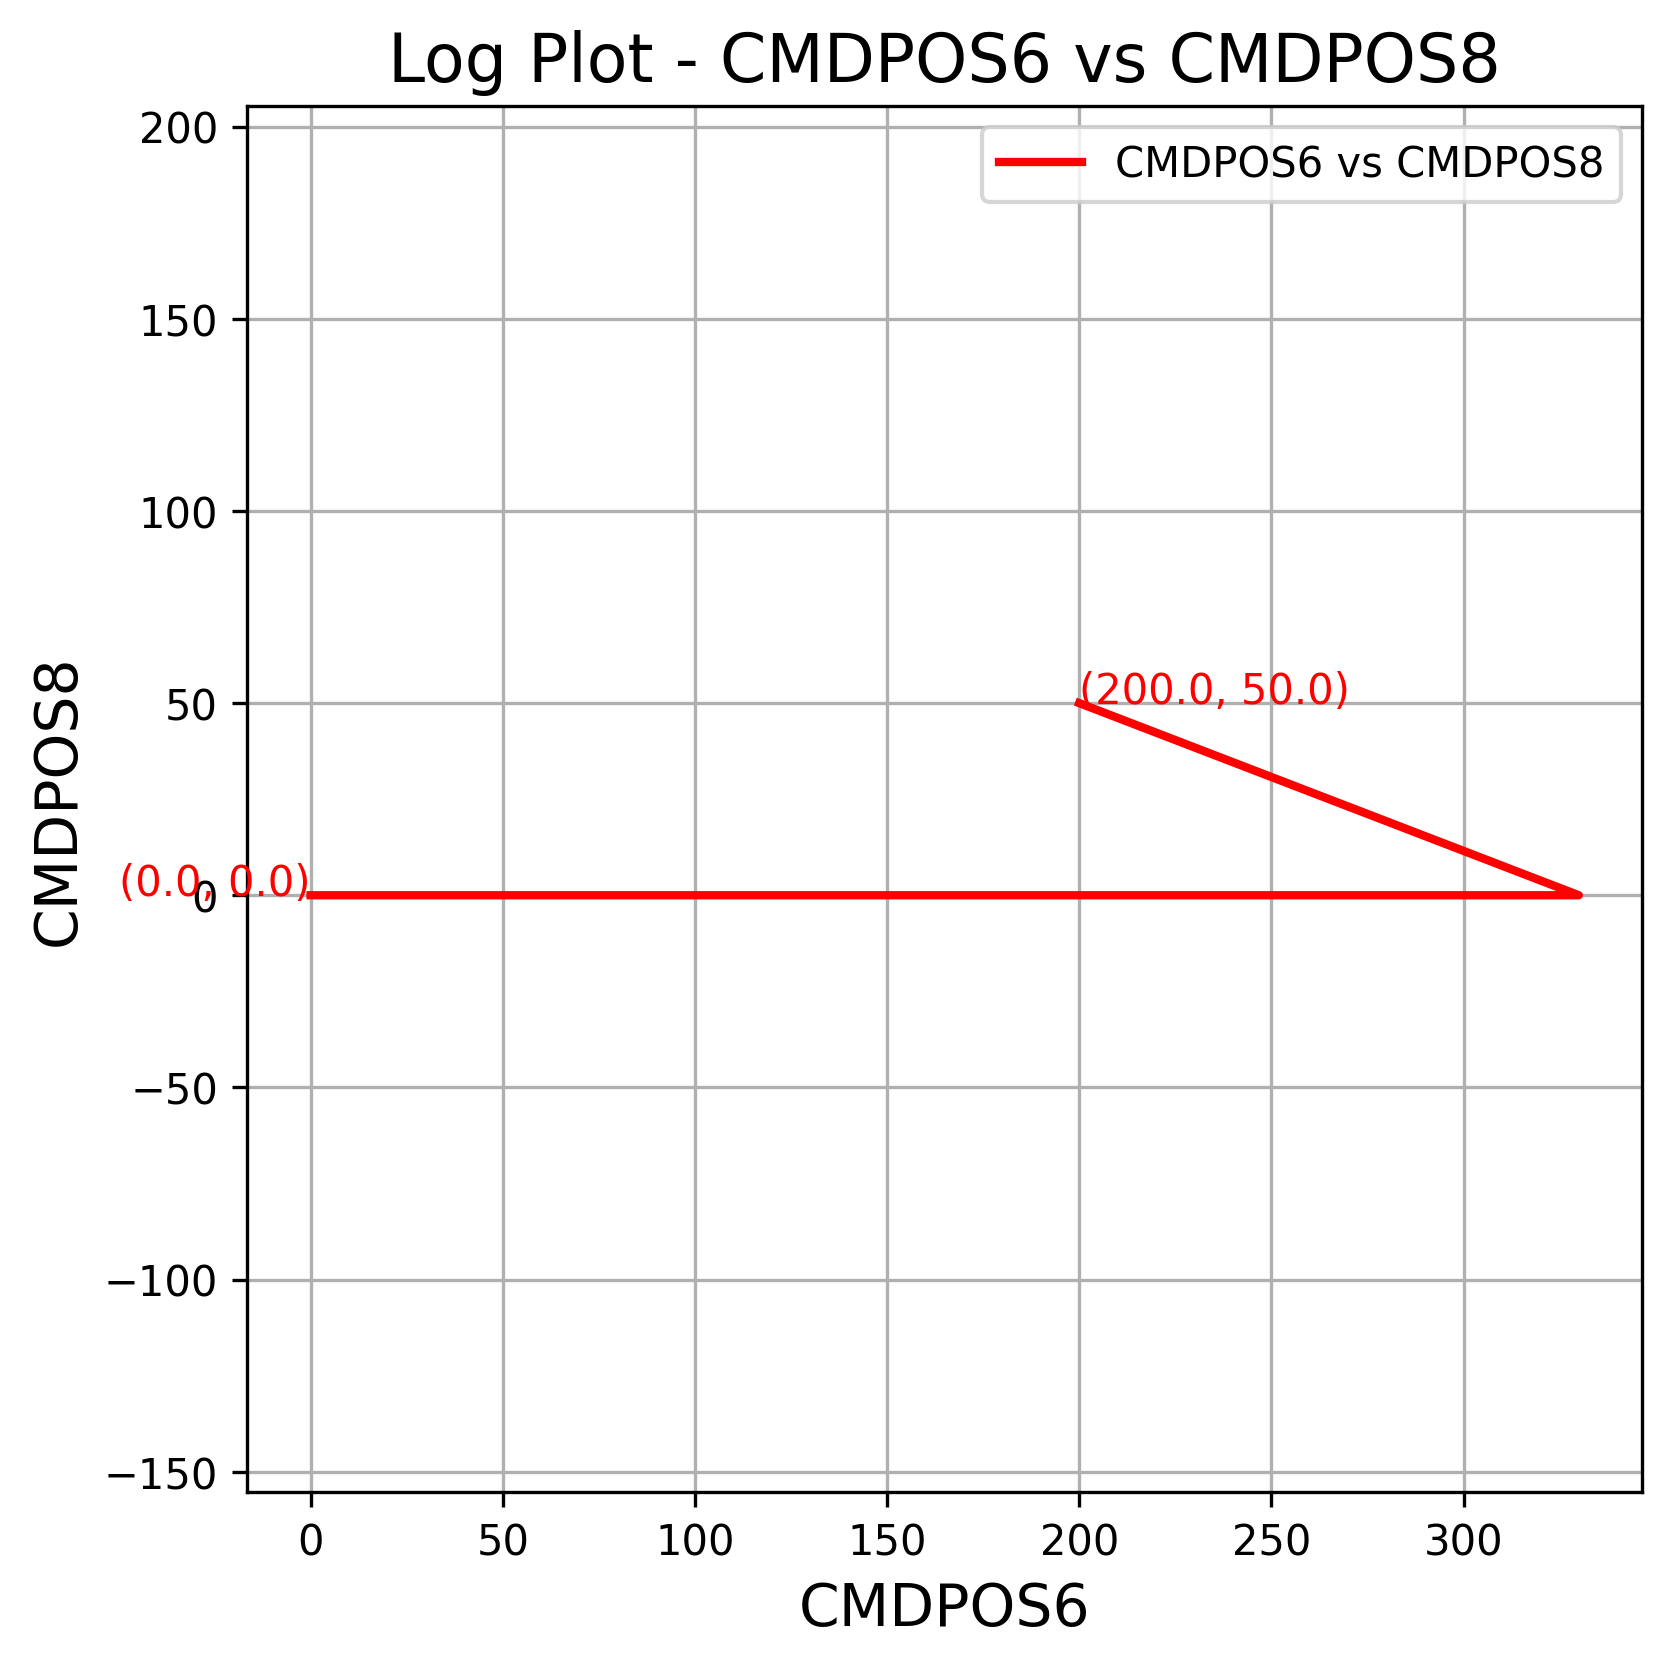 Log Plot - CMDPOS6 vs CMDPOS8
CMDPOS6 vs CMDPOS8
200
150
100
50
0
−50
−100
−150
(200.0, 50.0)
(0.0, 0.0)
CMDPOS8
0 50 100 150 200 250 300
CMDPOS6